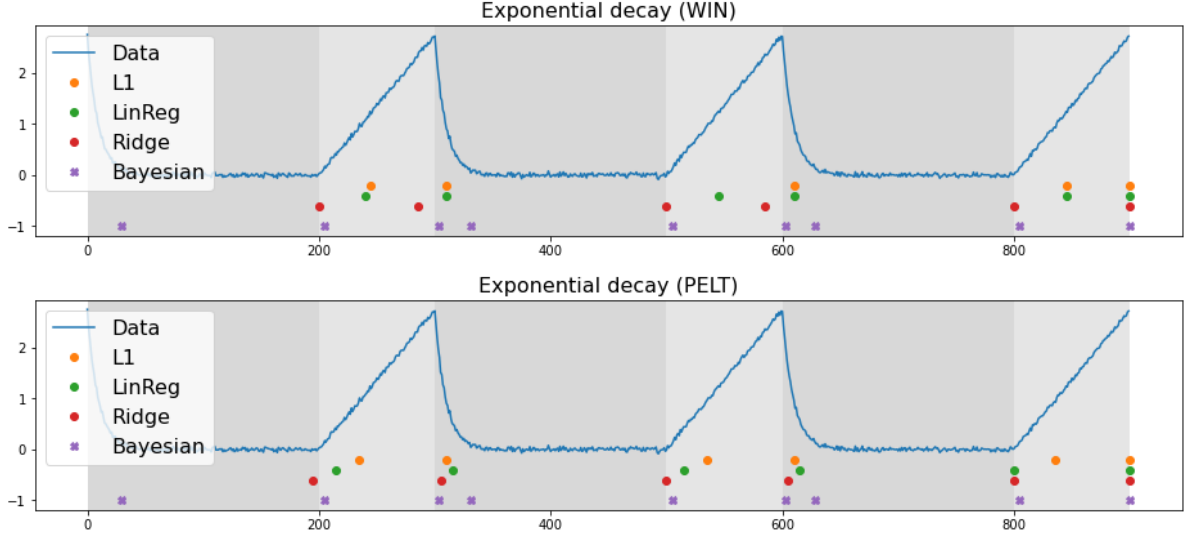 Exponential decay (WIN)
Data
L1
LinReg
Ridge
Bayesian
2
1
0
−1
0
200
400
600
800
Exponential decay (PELT)
Data
L1
LinReg
Ridge
Bayesian
2
1
0
−1
0
200
400
600
800